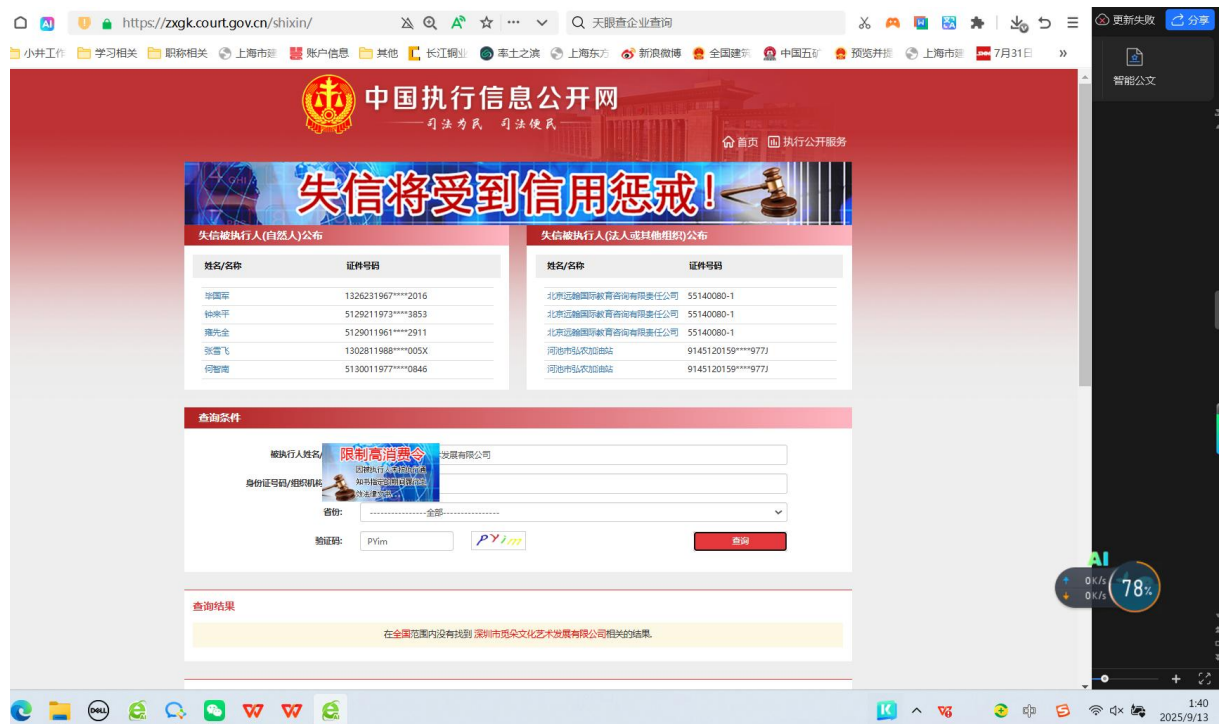 https://zxgk.court.gov.cn/shixin/
天眼查企业查询
更新失败
分享
小井工作
学习相关
职称相关
上海市建
账户信息
其他
长江铜业
率土之滨
上海东方
新浪微博
全国建筑
中国五矿
预览并提
上海市建
7月31日
»
智能公文
中国执行信息公开网
司法为民 司法便民
首页 执行公开服务
失信将受到信用惩戒!
失信被执行人(自然人)公布
姓名/名称 证件号码
毕国军 1326231967****2016
钟来平 5129211973****3853
雍先全 5129011961****2911
张雪飞 1302811988****005X
何智南 5130011977****0846
失信被执行人(法人或其他组织)公布
姓名/名称 证件号码
北京远翰国际教育咨询有限责任公司 55140080-1
北京远翰国际教育咨询有限责任公司 55140080-1
北京远翰国际教育咨询有限责任公司 55140080-1
河池市弘农加油站 9145120159****977J
河池市弘农加油站 9145120159****977J
查询条件
被执行人姓名/
发展有限公司
限制高消费令
身份证号码/组织机构
省份: ----------------全部----------------
验证码: PYim PYim 查询
查询结果
在全国范围内没有找到 深圳市觅朵文化艺术发展有限公司相关的结果.
AI
0K/s
0K/s
78%
DELL
1:40
2025/9/13